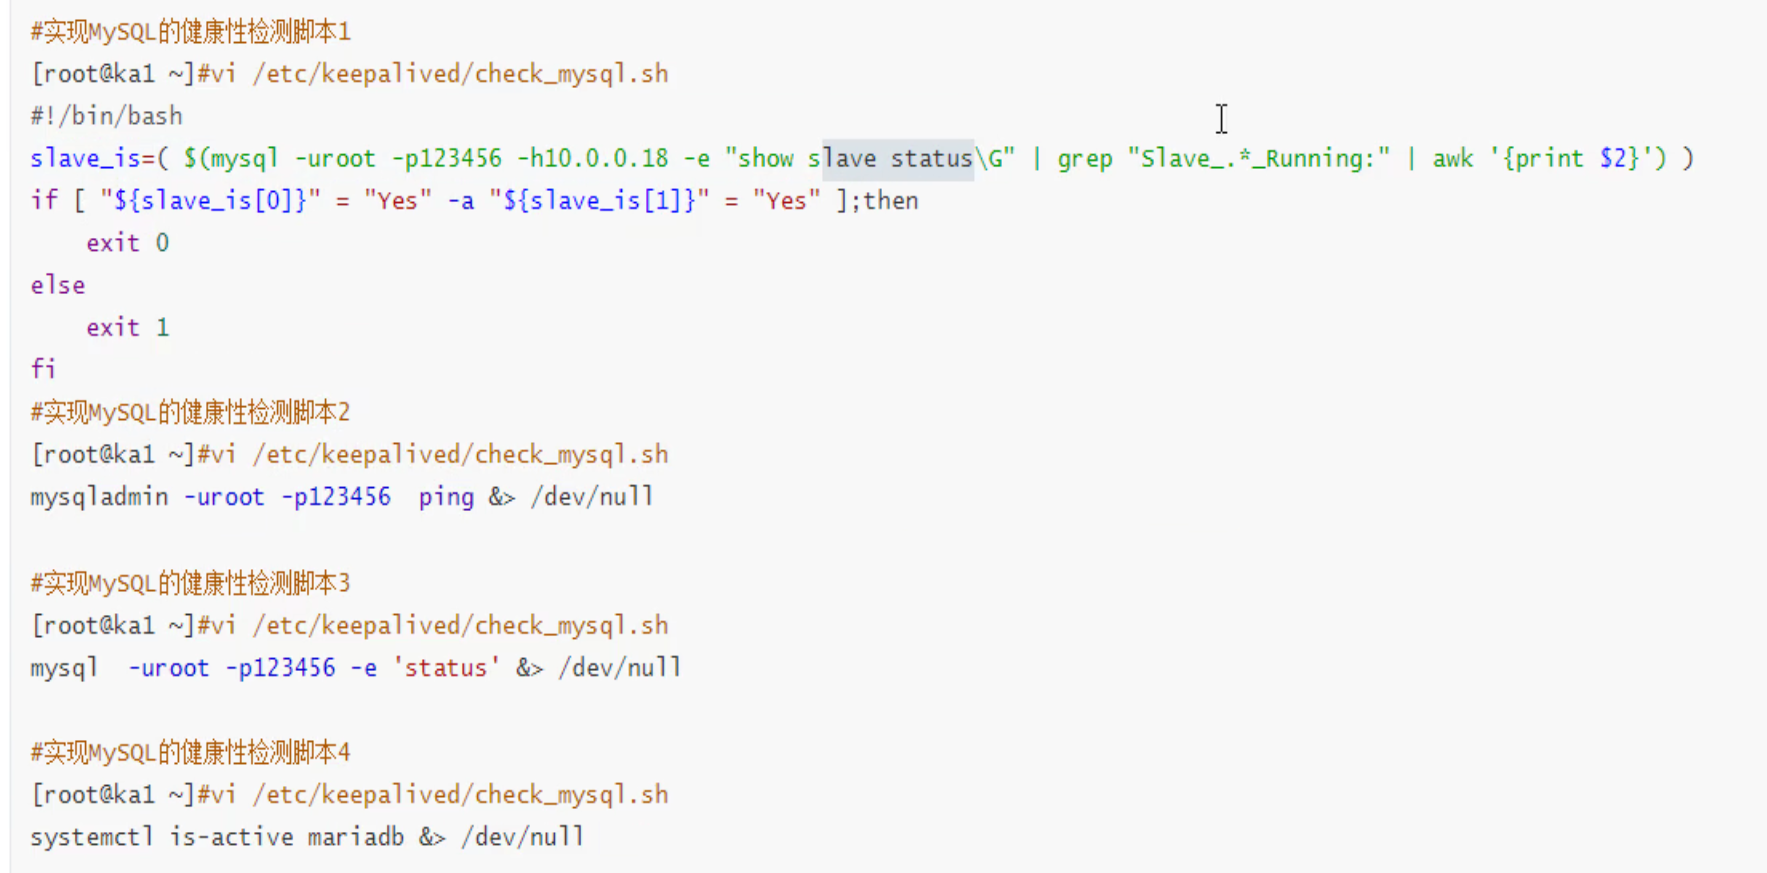 #实现MySQL的健康性检测脚本1
[root@ka1 ~]#vi /etc/keepalived/check_mysql.sh
#!/bin/bash
slave_is=( $(mysql -uroot -p123456 -h10.0.0.18 -e "show slave status\G" | grep "Slave_.*_Running:" | awk '{print $2}') )
if [ "${slave_is[0]}" = "Yes" -a "${slave_is[1]}" = "Yes" ];then
    exit 0
else
    exit 1
fi
#实现MySQL的健康性检测脚本2
[root@ka1 ~]#vi /etc/keepalived/check_mysql.sh
mysqladmin -uroot -p123456  ping &> /dev/null
#实现MySQL的健康性检测脚本3
[root@ka1 ~]#vi /etc/keepalived/check_mysql.sh
mysql  -uroot -p123456 -e 'status' &> /dev/null
#实现MySQL的健康性检测脚本4
[root@ka1 ~]#vi /etc/keepalived/check_mysql.sh
systemctl is-active mariadb &> /dev/null